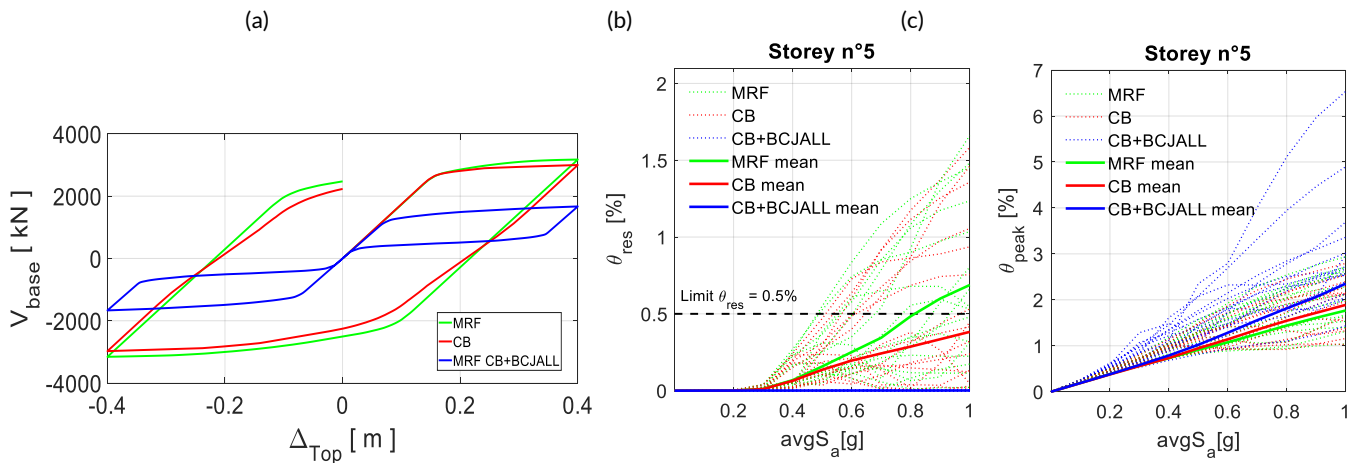 (a)
(b)
(c)
V_base [ kN ]
4000
2000
0
-2000
-4000
-0.4
-0.2
0
0.2
0.4
Δ_Top [ m ]
MRF
CB
MRF CB+BCJALL
Storey n°5
θ_res [%]
2
1.5
1
0.5
0
MRF
CB
CB+BCJALL
MRF mean
CB mean
CB+BCJALL mean
Limit θ_res = 0.5%
0.2
0.4
0.6
0.8
1
avgS_a[g]
Storey n°5
θ_peak [%]
7
6
5
4
3
2
1
0
MRF
CB
CB+BCJALL
MRF mean
CB mean
CB+BCJALL mean
0.2
0.4
0.6
0.8
1
avgS_a[g]